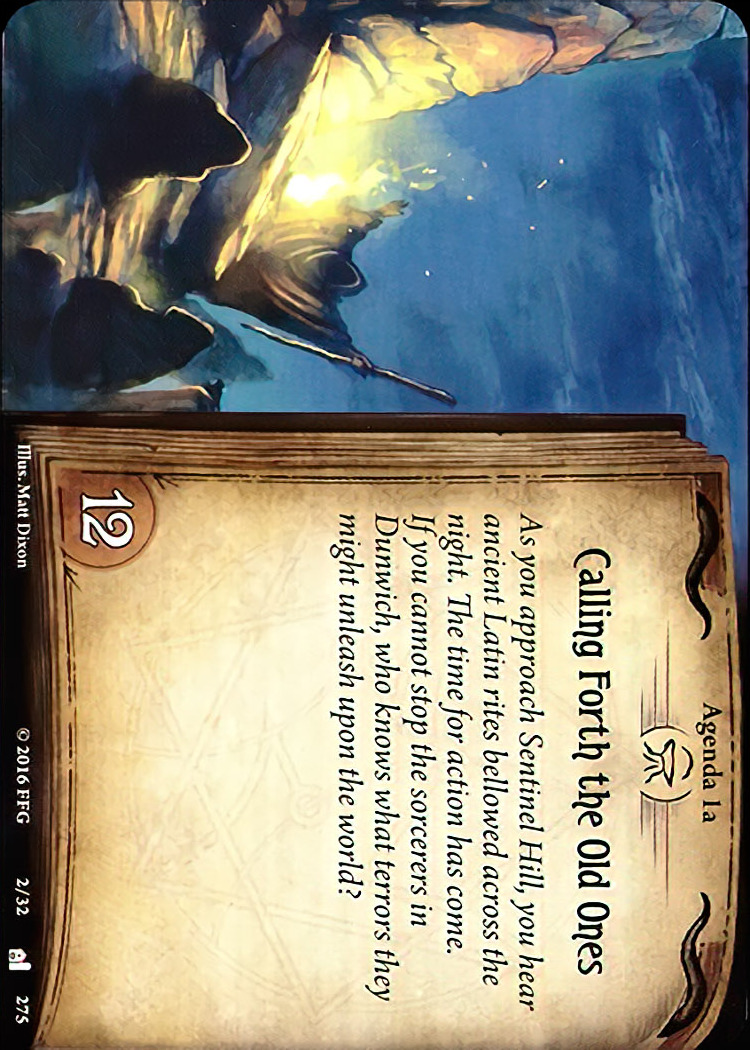 Agenda 1a
Calling Forth the Old Ones
As you approach Sentinel Hill, you hear
ancient Latin rites bellowed across the
night. The time for action has come.
If you cannot stop the sorcerers in
Dunwich, who knows what terrors they
might unleash upon the world?
12
Illus. Matt Dixon
© 2016 FFG
2/32
275